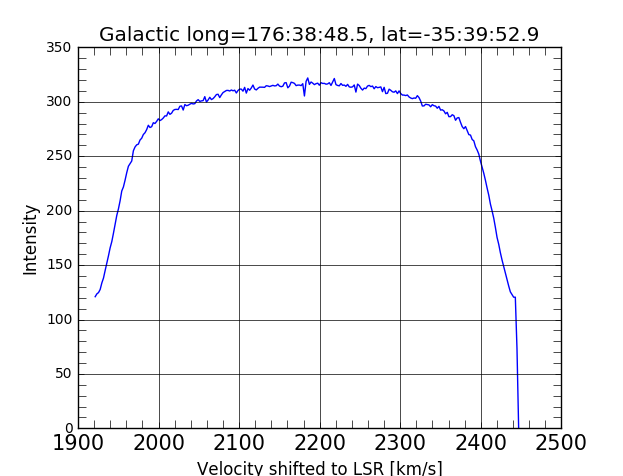 Galactic long=176:38:48.5, lat=-35:39:52.9
350
300
250
200
150
100
50
0
Intensity
1900 2000 2100 2200 2300 2400 2500
Velocity shifted to LSR [km/s]